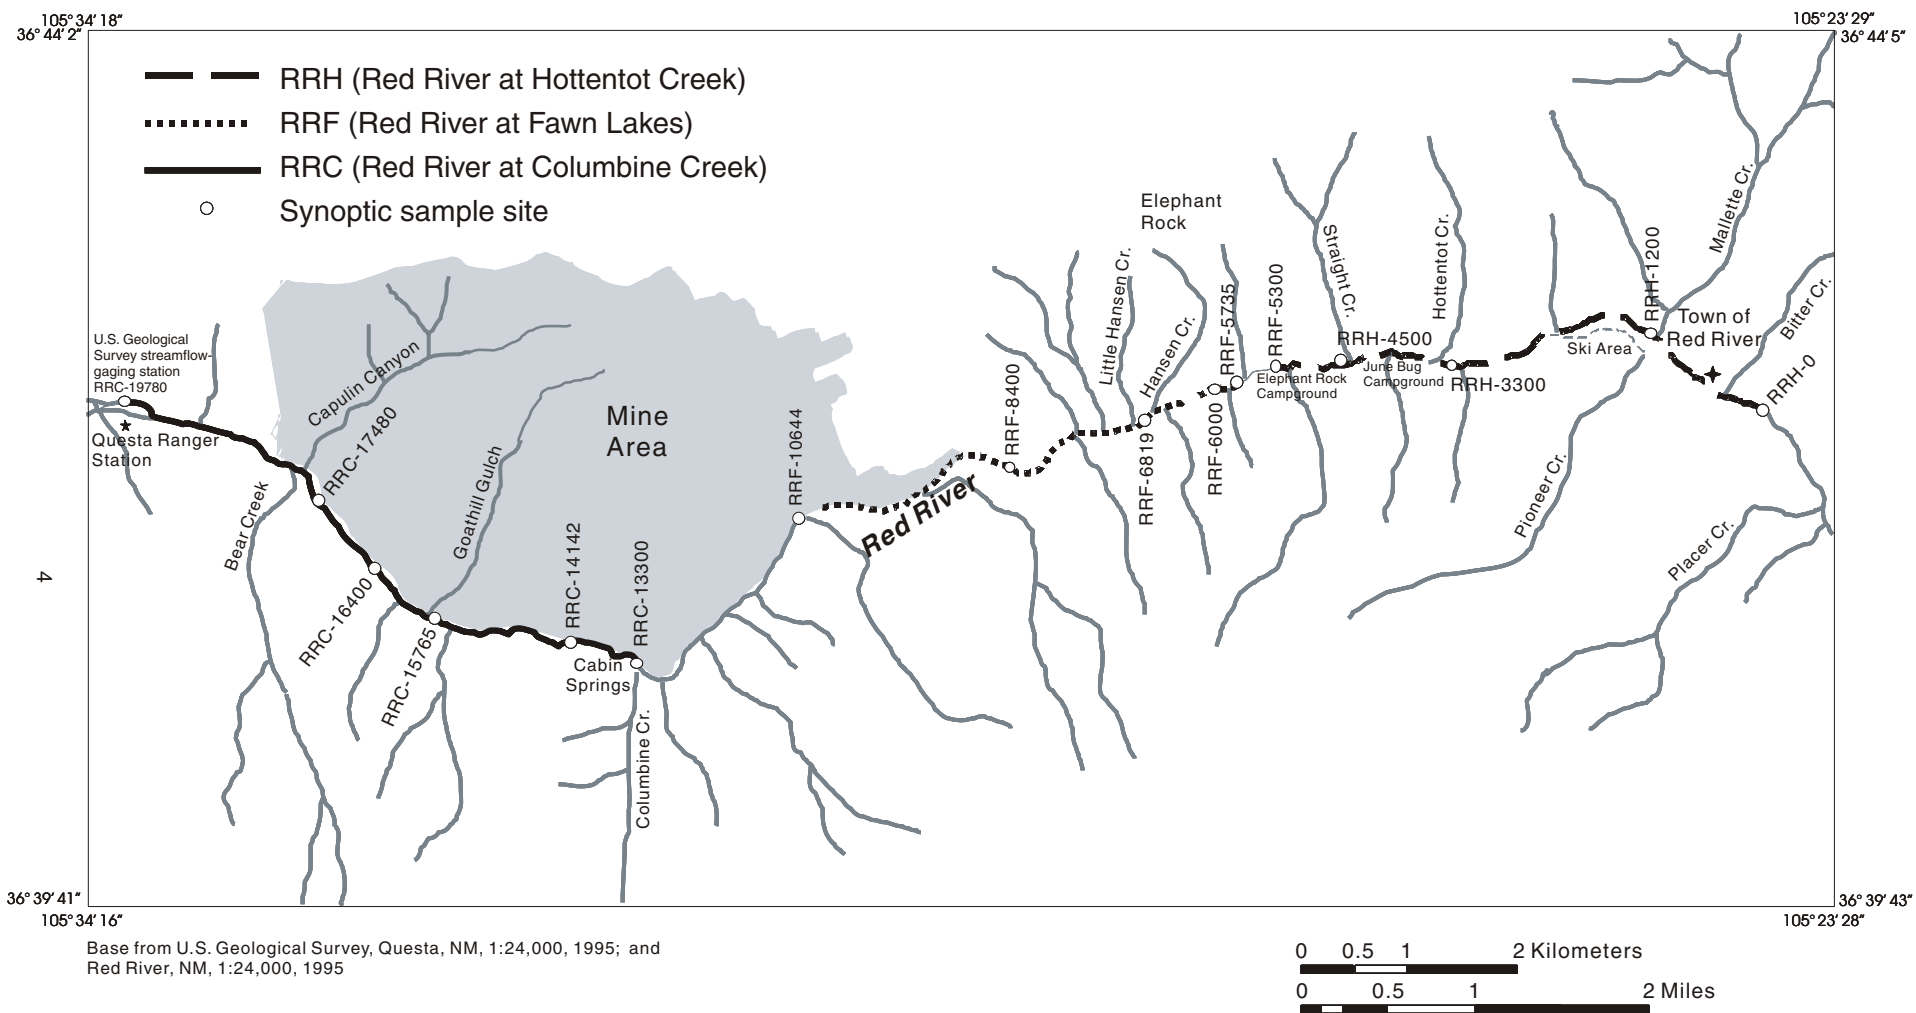 105° 34′ 18″
36° 44′ 2″
105° 23′ 29″
36° 44′ 5″
RRH (Red River at Hottentot Creek)
RRF (Red River at Fawn Lakes)
RRC (Red River at Columbine Creek)
Synoptic sample site
Elephant
Rock
Mallette Cr.
Straight Cr.
Hottentot Cr.
RRH-1200
Little Hansen Cr.
Hansen Cr.
RRF-5735
RRF-5300
Bitter Cr.
Town of
Red River
U.S. Geological
Survey streamflow-
gaging station
RRC-19780
RRH-4500
Ski Area
June Bug
Campground
Elephant Rock
Campground
RRH-3300
RRH-0
Capulin Canyon
Questa Ranger
Station
RRC-17480
Mine
Area
RRF-10644
RRF-8400
RRF-6819
RRF-6000
Bear Creek
Goathill Gulch
Red River
Pioneer Cr.
Placer Cr.
4
RRC-16400
RRC-15765
RRC-14142
RRC-13300
Cabin
Springs
Columbine Cr.
36° 39′ 41″
105° 34′ 16″
36° 39′ 43″
105° 23′ 28″
Base from U.S. Geological Survey, Questa, NM, 1:24,000, 1995; and
Red River, NM, 1:24,000, 1995
0 0.5 1 2 Kilometers
0 0.5 1 2 Miles